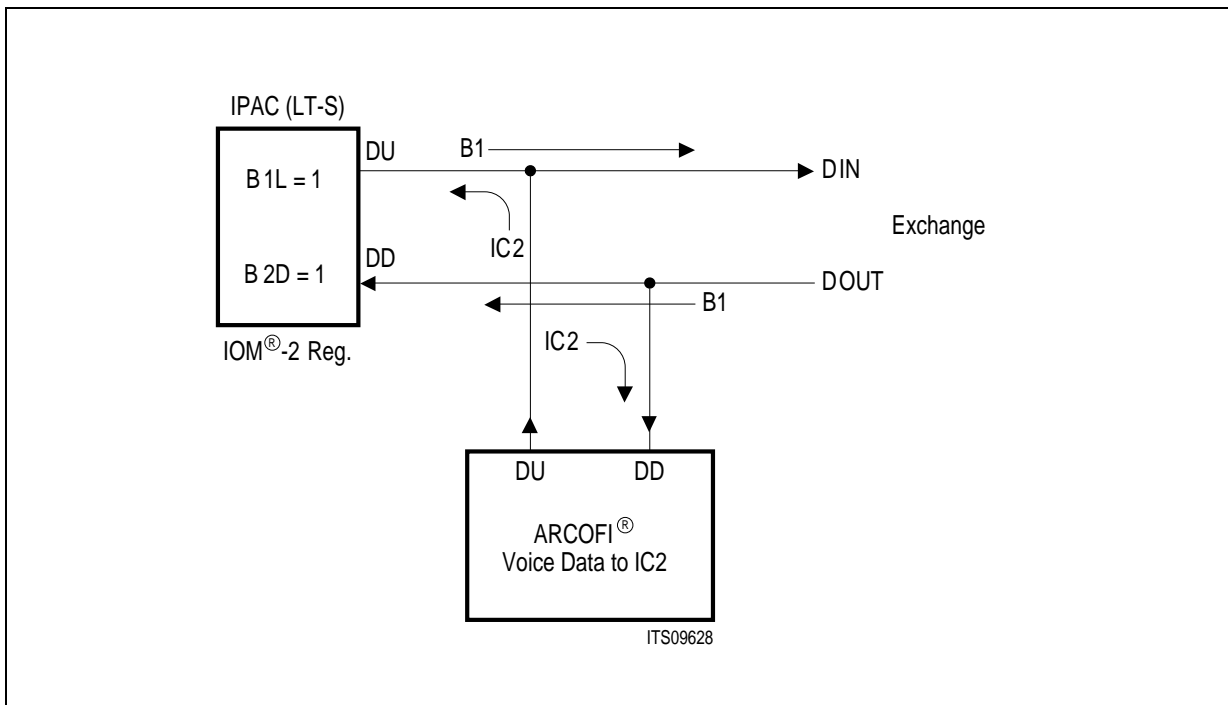 IPAC (LT-S)
DU
B1
B1L = 1
DIN
IC2
Exchange
DD
B2D = 1
DOUT
B1
IOM®-2 Reg.
IC2
DU DD
ARCOFI®
Voice Data to IC2
ITS09628